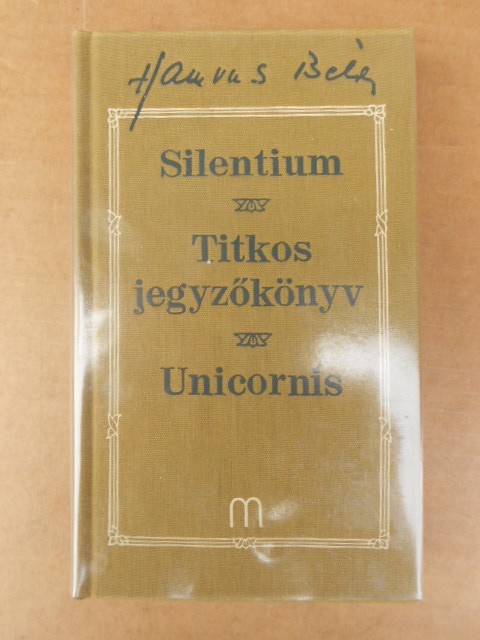 Hamvas Béla
Silentium
Titkos
jegyzőkönyv
Unicornis
m